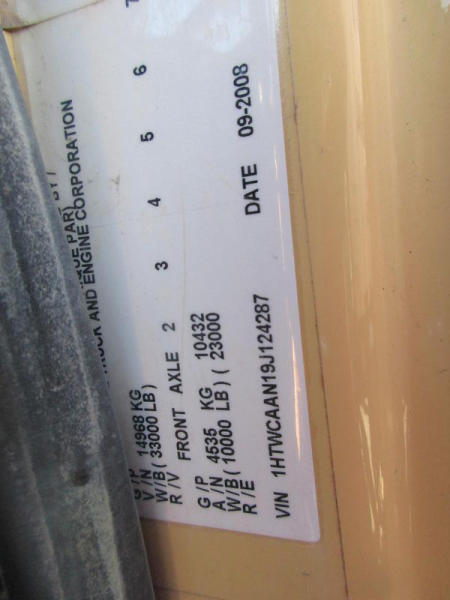 TRUCK AND ENGINE CORPORATION
G/P
V/N 14968 KG
W/B ( 33000 LB )
R/V FRONT AXLE 2 3 4 5 6 7
G/P
A/N 4535 KG 10432
W/B ( 10000 LB ) ( 23000
R/E
VIN 1HTWCAAN19J124287 DATE 09-2008